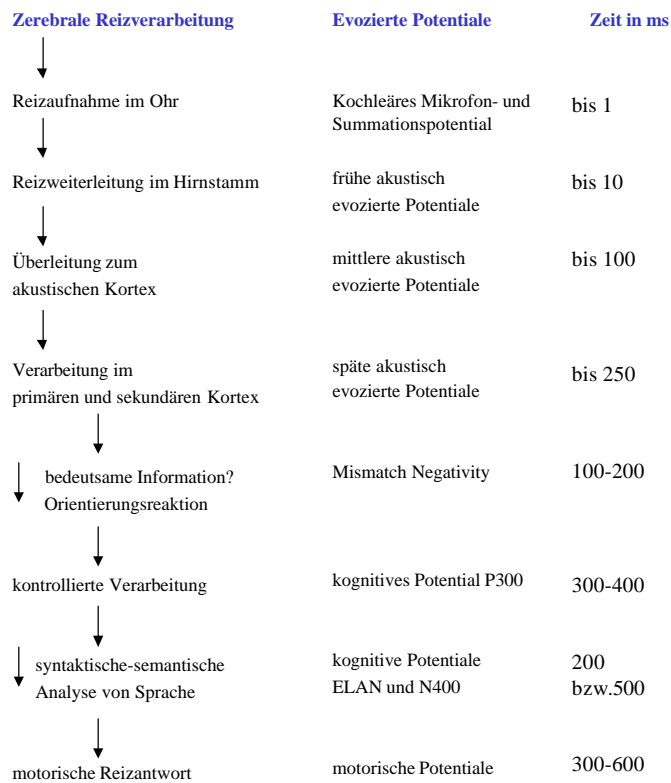 Zerebrale Reizverarbeitung Evozierte Potentiale Zeit in ms
Reizaufnahme im Ohr Kochleäres Mikrofon- und bis 1
Summationspotential
Reizweiterleitung im Hirnstamm frühe akustisch bis 10
evozierte Potentiale
Überleitung zum mittlere akustisch bis 100
akustischen Kortex evozierte Potentiale
Verarbeitung im späte akustisch bis 250
primären und sekundären Kortex evozierte Potentiale
bedeutsame Information? Mismatch Negativity 100-200
Orientierungsreaktion
kontrollierte Verarbeitung kognitives Potential P300 300-400
syntaktische-semantische kognitive Potentiale 200
Analyse von Sprache ELAN und N400 bzw.500
motorische Reizantwort motorische Potentiale 300-600